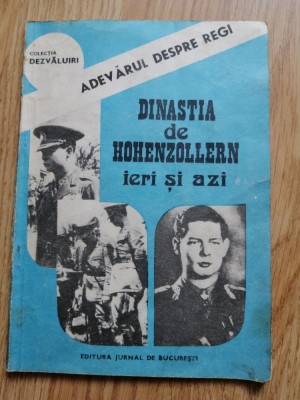 COLECȚIA
DEZVĂLUIRI
ADEVĂRUL DESPRE REGI
DINASTIA
de
HOHENZOLLERN
ieri și azi
EDITURA JURNAL DE BUCUREȘTI